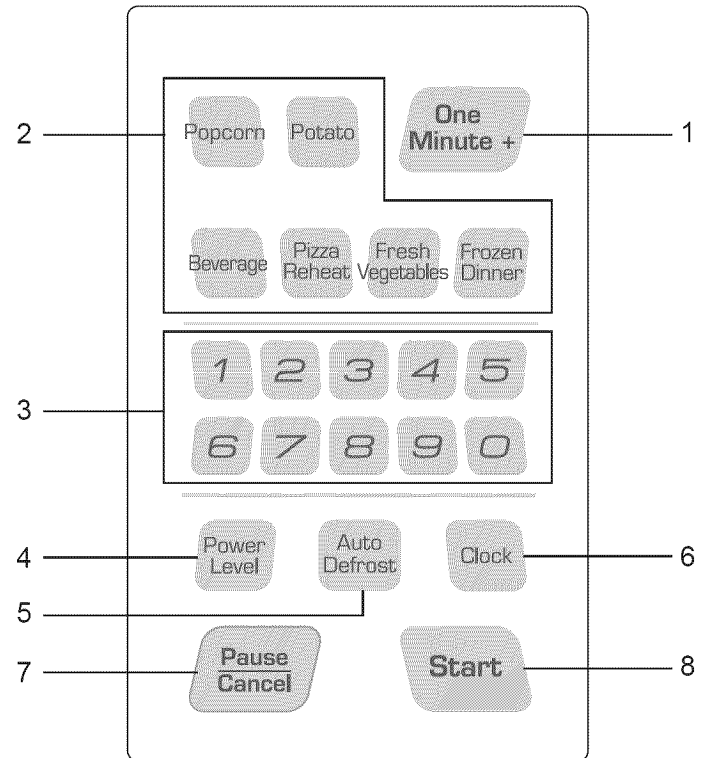 One
Minute +
1
2
Popcorn
Potato
Beverage
Pizza
Reheat
Fresh
Vegetables
Frozen
Dinner
3
1 2 3 4 5
6 7 8 9 0
4
Power
Level
Auto
Defrost
5
Clock
6
7
Pause
Cancel
Start
8